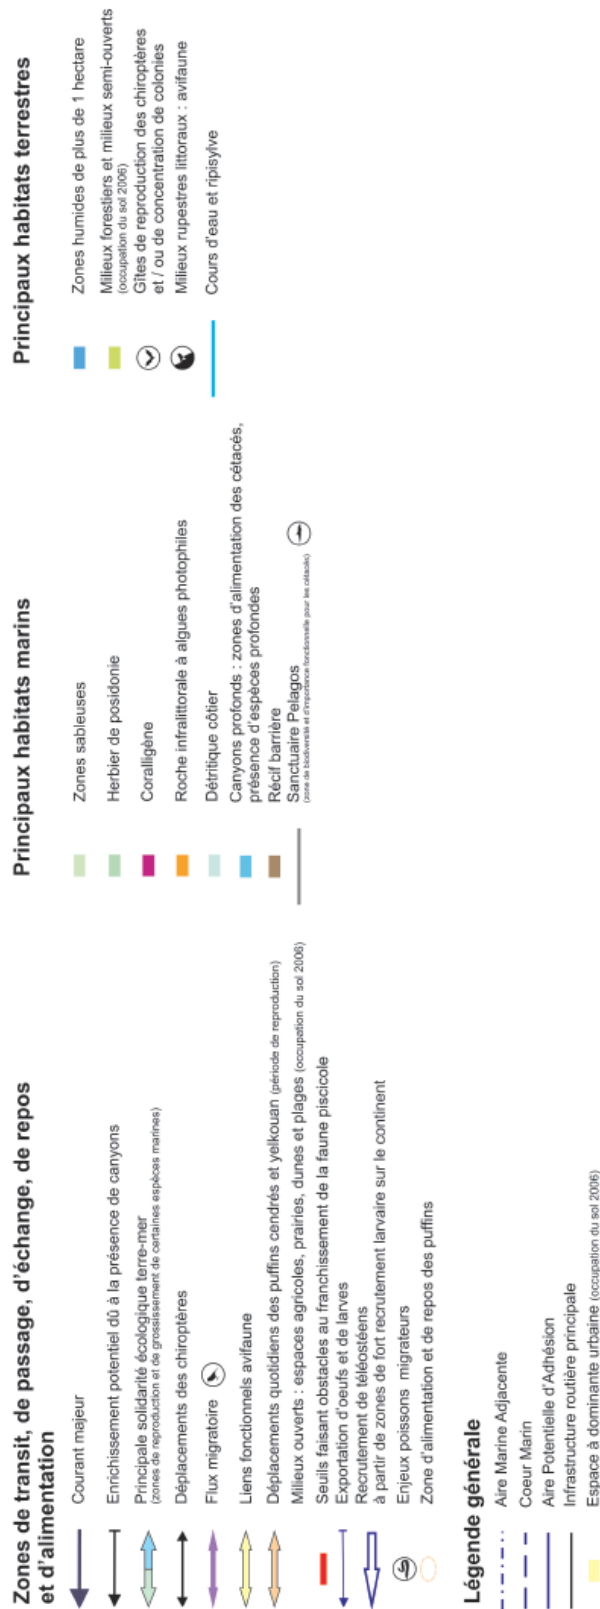 Zones de transit, de passage, d'échange, de repos
et d'alimentation
Courant majeur
Enrichissement potentiel dû à la présence de canyons
Principale solidarité écologique terre-mer
(zones de reproduction et de grossissement de certaines espèces marines)
Déplacements des chiroptères
Flux migratoire
Liens fonctionnels avifaune
Déplacements quotidiens des puffins cendrés et yelkouan (période de reproduction)
Milieux ouverts : espaces agricoles, prairies, dunes et plages (occupation du sol 2006)
Seuils faisant obstacles au franchissement de la faune piscicole
Exportation d'oeufs et de larves
Recrutement de téléostéens
à partir de zones de fort recrutement larvaire sur le continent
Enjeux poissons migrateurs
Zone d'alimentation et de repos des puffins
Légende générale
Aire Marine Adjacente
Coeur Marin
Aire Potentielle d'Adhésion
Infrastructure routière principale
Espace à dominante urbaine (occupation du sol 2006)
Principaux habitats marins
Zones sableuses
Herbier de posidonie
Coralligène
Roche infralittorale à algues photophiles
Détritique côtier
Canyons profonds : zones d'alimentation des cétacés,
présence d'espèces profondes
Récif barrière
Sanctuaire Pelagos
(zone de biodiversité et d'importance fonctionnelle pour les cétacés)
Principaux habitats terrestres
Zones humides de plus de 1 hectare
Milieux forestiers et milieux semi-ouverts
(occupation du sol 2006)
Gîtes de reproduction des chiroptères
et / ou de concentration de colonies
Milieux rupestres littoraux : avifaune
Cours d'eau et ripisylve